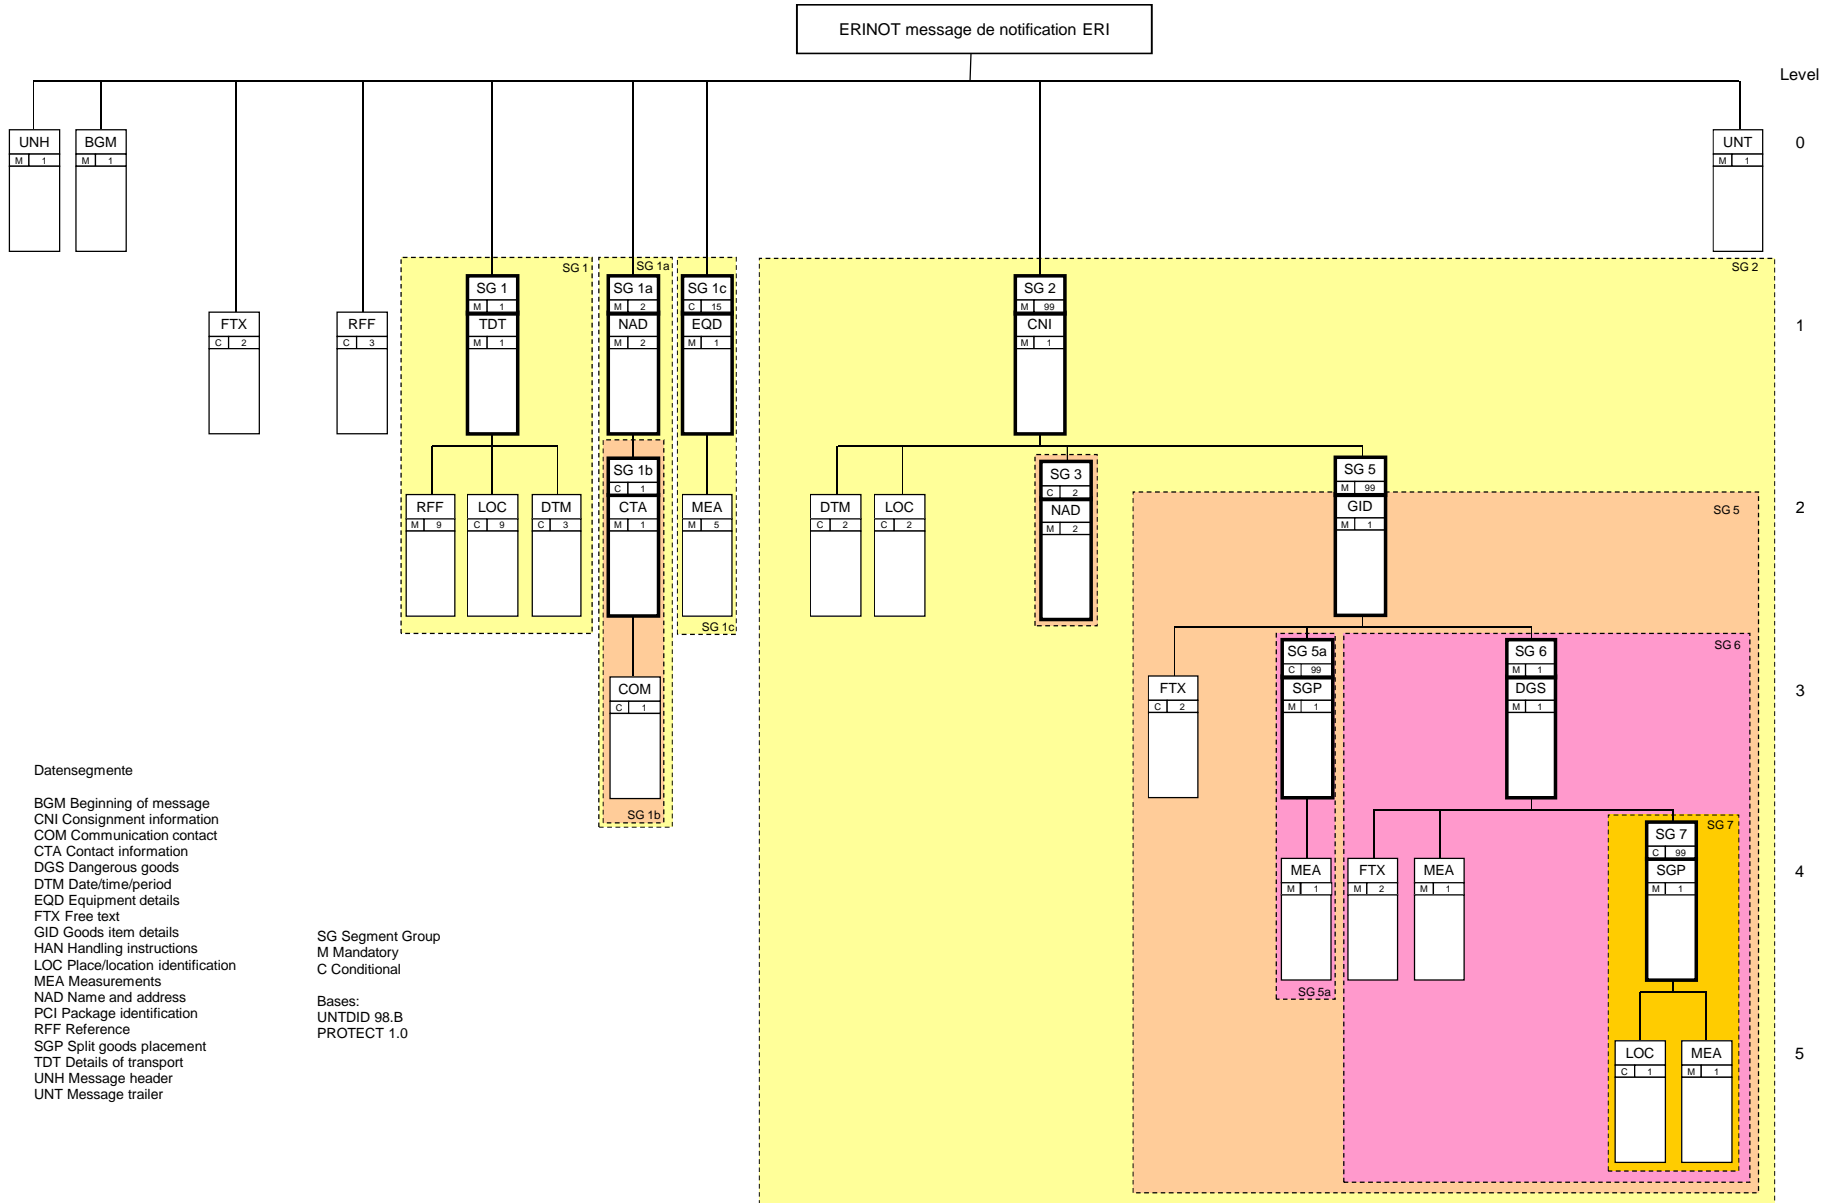 ERINOT message de notification ERI
Level
UNH
M 1
BGM
M 1
UNT
M 1
0
SG 1
SG 1a
SG 2
SG 1
M 1
SG 1a
M 2
SG 1c
C 15
SG 2
M 99
FTX
C 2
RFF
C 3
TDT
M 1
NAD
M 2
EQD
M 1
CNI
M 1
1
SG 1b
C 1
SG 3
C 2
SG 5
M 99
RFF
M 9
LOC
C 9
DTM
C 3
CTA
M 1
MEA
M 5
DTM
C 2
LOC
C 2
NAD
M 2
GID
M 1
SG 5
2
SG 1c
SG 5a
C 99
SG 6
M 1
SG 6
COM
C 1
FTX
C 2
SGP
M 1
DGS
M 1
3
SG 1b
SG 7
C 99
SG 7
MEA
M 1
FTX
M 2
MEA
M 1
SGP
M 1
4
SG 5a
LOC
C 1
MEA
M 1
5
Datensegmente
BGM Beginning of message
CNI Consignment information
COM Communication contact
CTA Contact information
DGS Dangerous goods
DTM Date/time/period
EQD Equipment details
FTX Free text
GID Goods item details
HAN Handling instructions
LOC Place/location identification
MEA Measurements
NAD Name and address
PCI Package identification
RFF Reference
SGP Split goods placement
TDT Details of transport
UNH Message header
UNT Message trailer
SG Segment Group
M Mandatory
C Conditional
Bases:
UNTDID 98.B
PROTECT 1.0